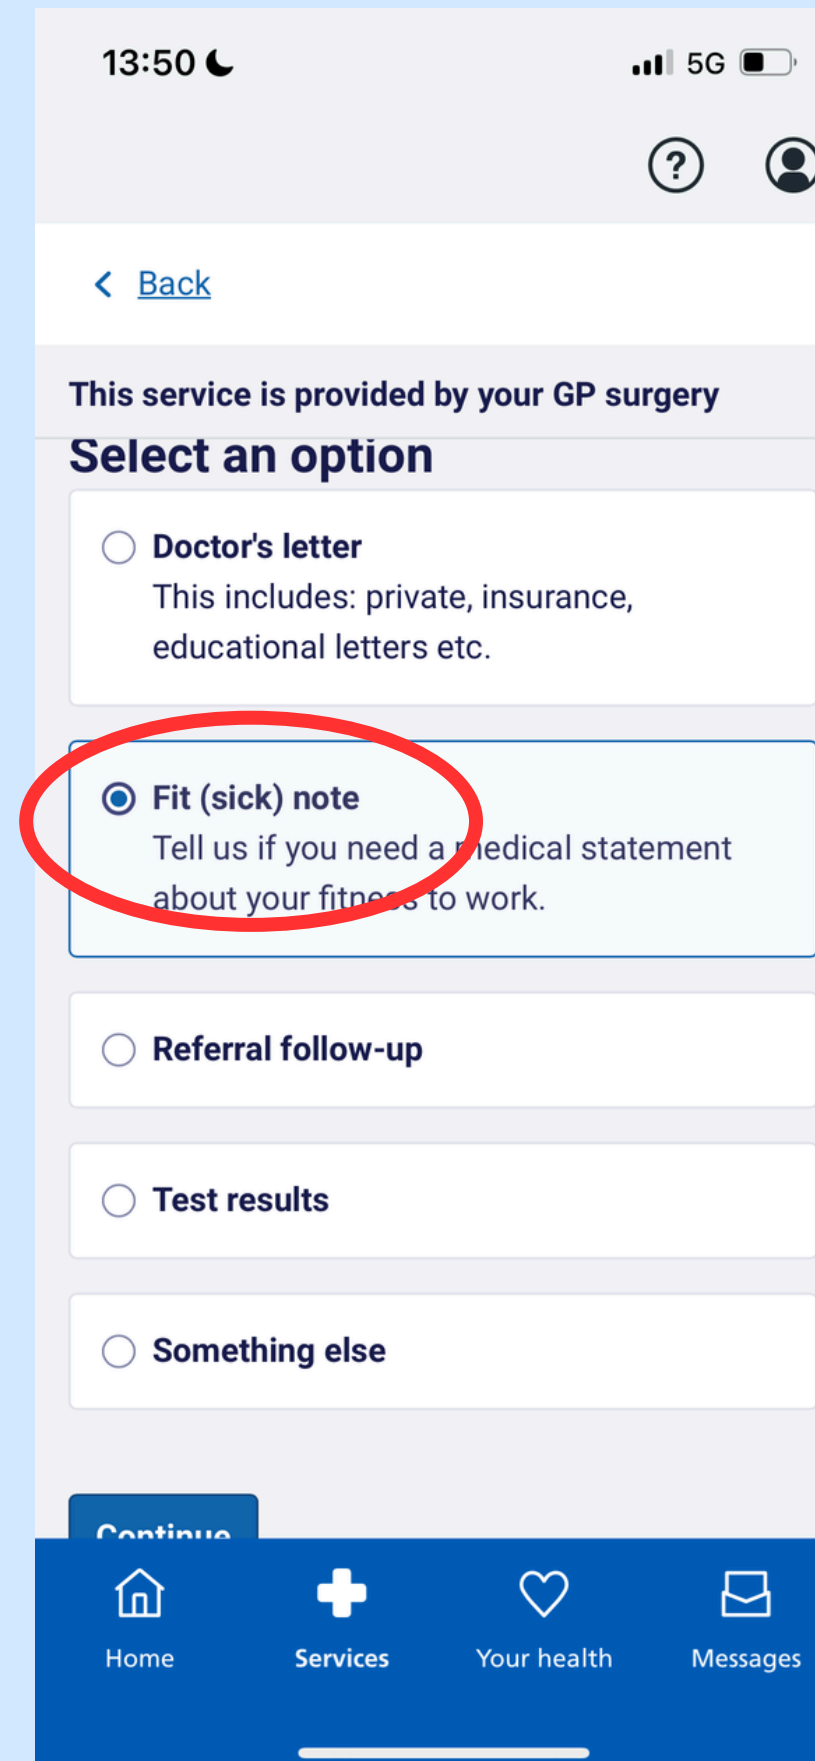 13:50 5G
?
Back
This service is provided by your GP surgery
Select an option
Doctor's letter
This includes: private, insurance,
educational letters etc.
Fit (sick) note
Tell us if you need a medical statement
about your fitness to work.
Referral follow-up
Test results
Something else
Continue
Home Services Your health Messages